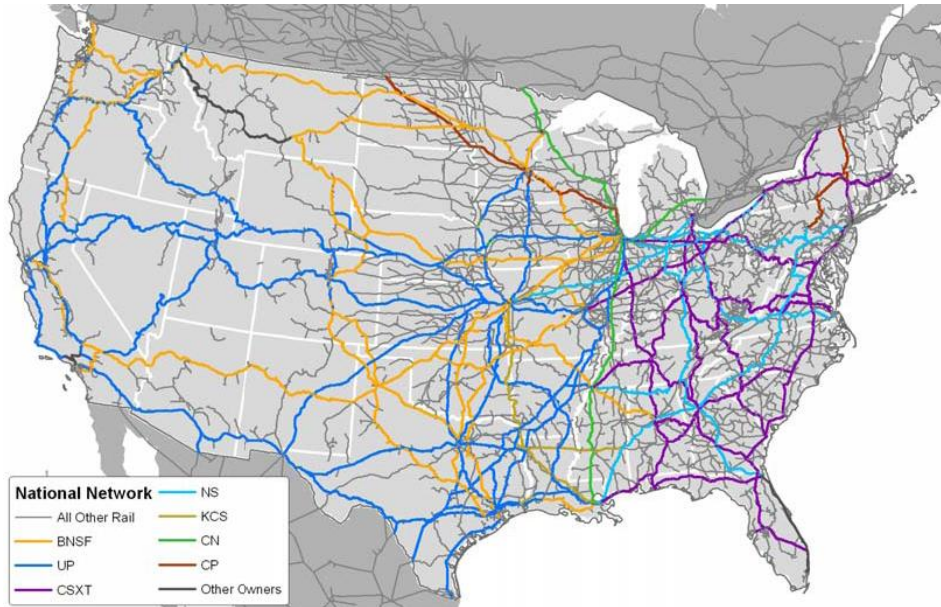 National Network
All Other Rail
BNSF
UP
CSXT
NS
KCS
CN
CP
Other Owners